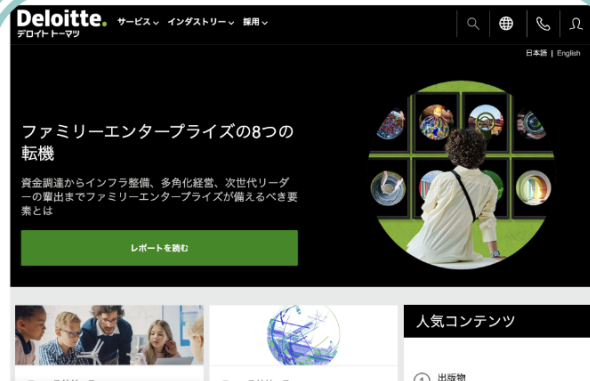 Deloitte.
デロイト トーマツ
サービス
インダストリー
採用
日本語 | English
ファミリーエンタープライズの8つの
転機
資金調達からインフラ整備、多角化経営、次世代リーダ
ーの輩出までファミリーエンタープライズが備えるべき要
素とは
レポートを読む
人気コンテンツ
1 出版物